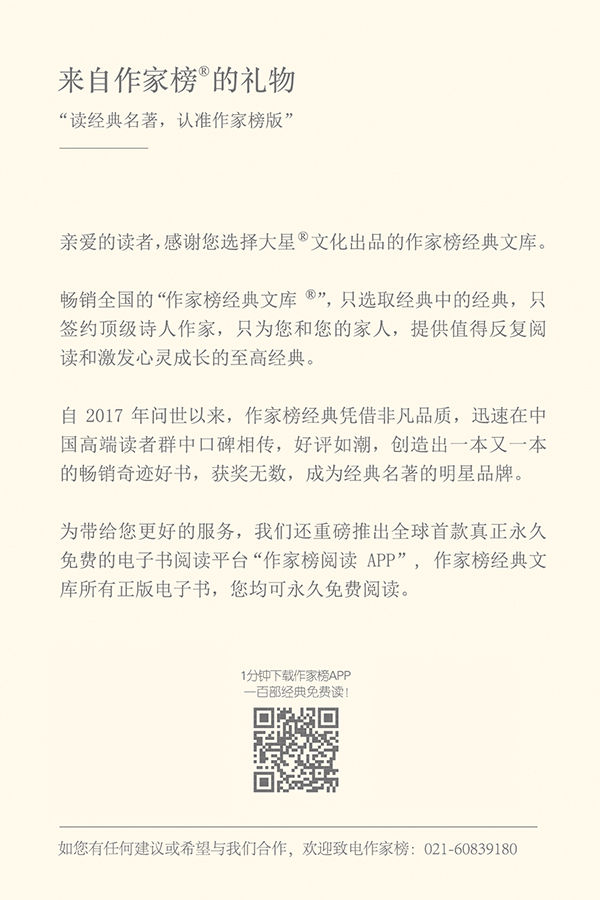 来自作家榜®的礼物
“读经典名著，认准作家榜版”
亲爱的读者，感谢您选择大星®文化出品的作家榜经典文库。
畅销全国的“作家榜经典文库 ®”，只选取经典中的经典，只
签约顶级诗人作家，只为您和您的家人，提供值得反复阅
读和激发心灵成长的至高经典。
自 2017 年问世以来，作家榜经典凭借非凡品质，迅速在中
国高端读者群中口碑相传，好评如潮，创造出一本又一本
的畅销奇迹好书，获奖无数，成为经典名著的明星品牌。
为带给您更好的服务，我们还重磅推出全球首款真正永久
免费的电子书阅读平台“作家榜阅读 APP”，作家榜经典文
库所有正版电子书，您均可永久免费阅读。
1分钟下载作家榜APP
一百部经典免费读！
如您有任何建议或希望与我们合作，欢迎致电作家榜：021-60839180